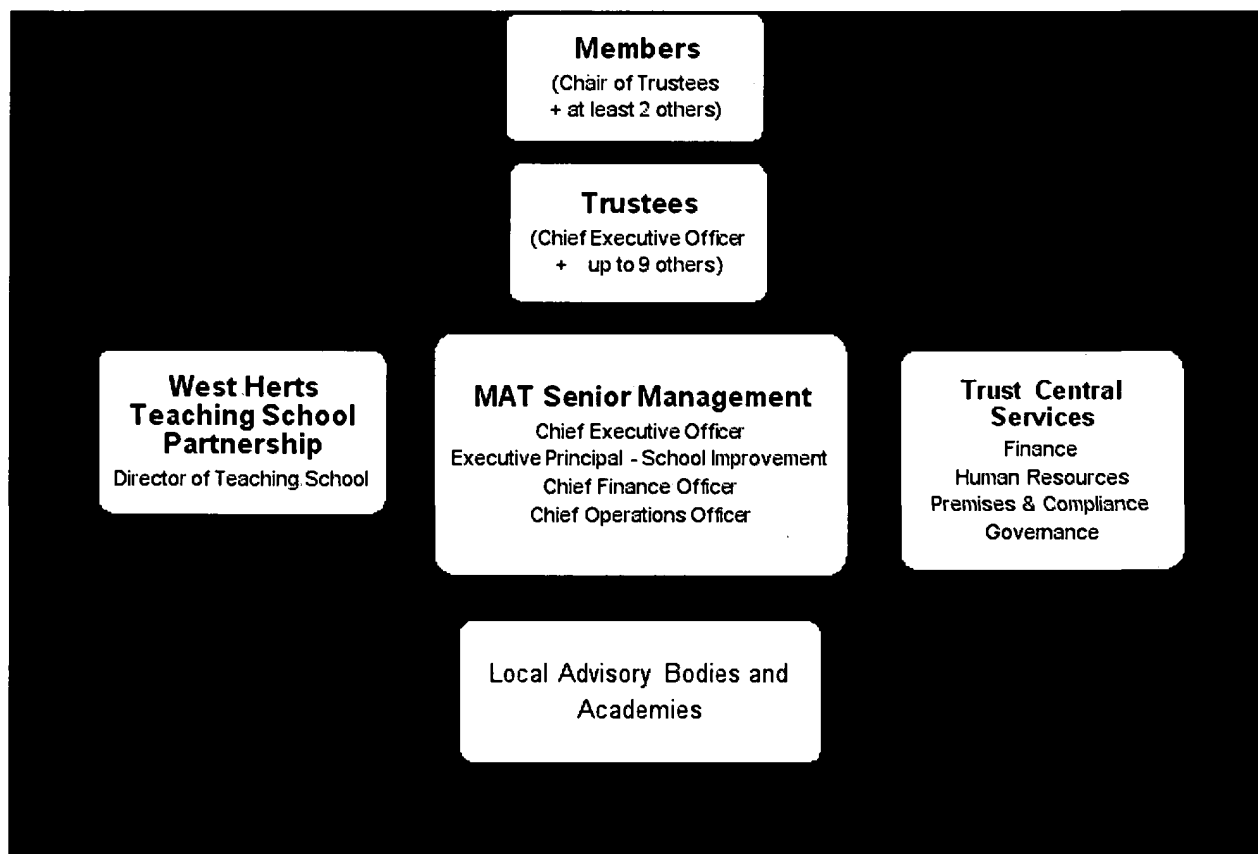 Members
(Chair of Trustees
+ at least 2 others)
Trustees
(Chief Executive Officer
+ up to 9 others)
West Herts
Teaching School
Partnership
Director of Teaching School
MAT Senior Management
Chief Executive Officer
Executive Principal - School Improvement
Chief Finance Officer
Chief Operations Officer
Trust Central
Services
Finance
Human Resources
Premises & Compliance
Governance
Local Advisory Bodies and
Academies